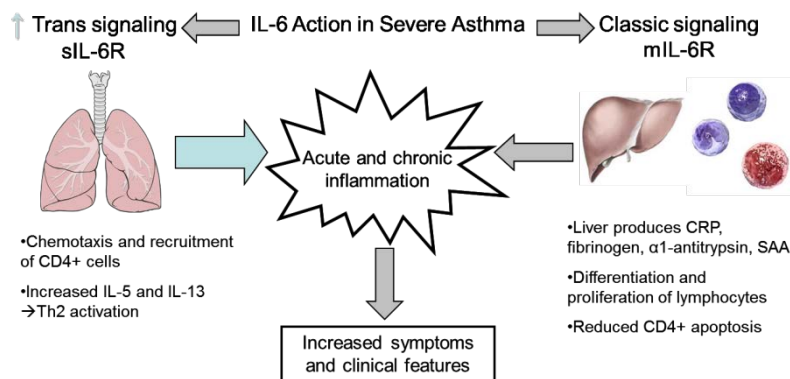 Trans signaling
sIL-6R
IL-6 Action in Severe Asthma
Classic signaling
mIL-6R
Acute and chronic
inflammation
•Chemotaxis and recruitment
of CD4+ cells
•Increased IL-5 and IL-13
→Th2 activation
•Liver produces CRP,
fibrinogen, α1-antitrypsin, SAA
•Differentiation and
proliferation of lymphocytes
•Reduced CD4+ apoptosis
Increased symptoms
and clinical features